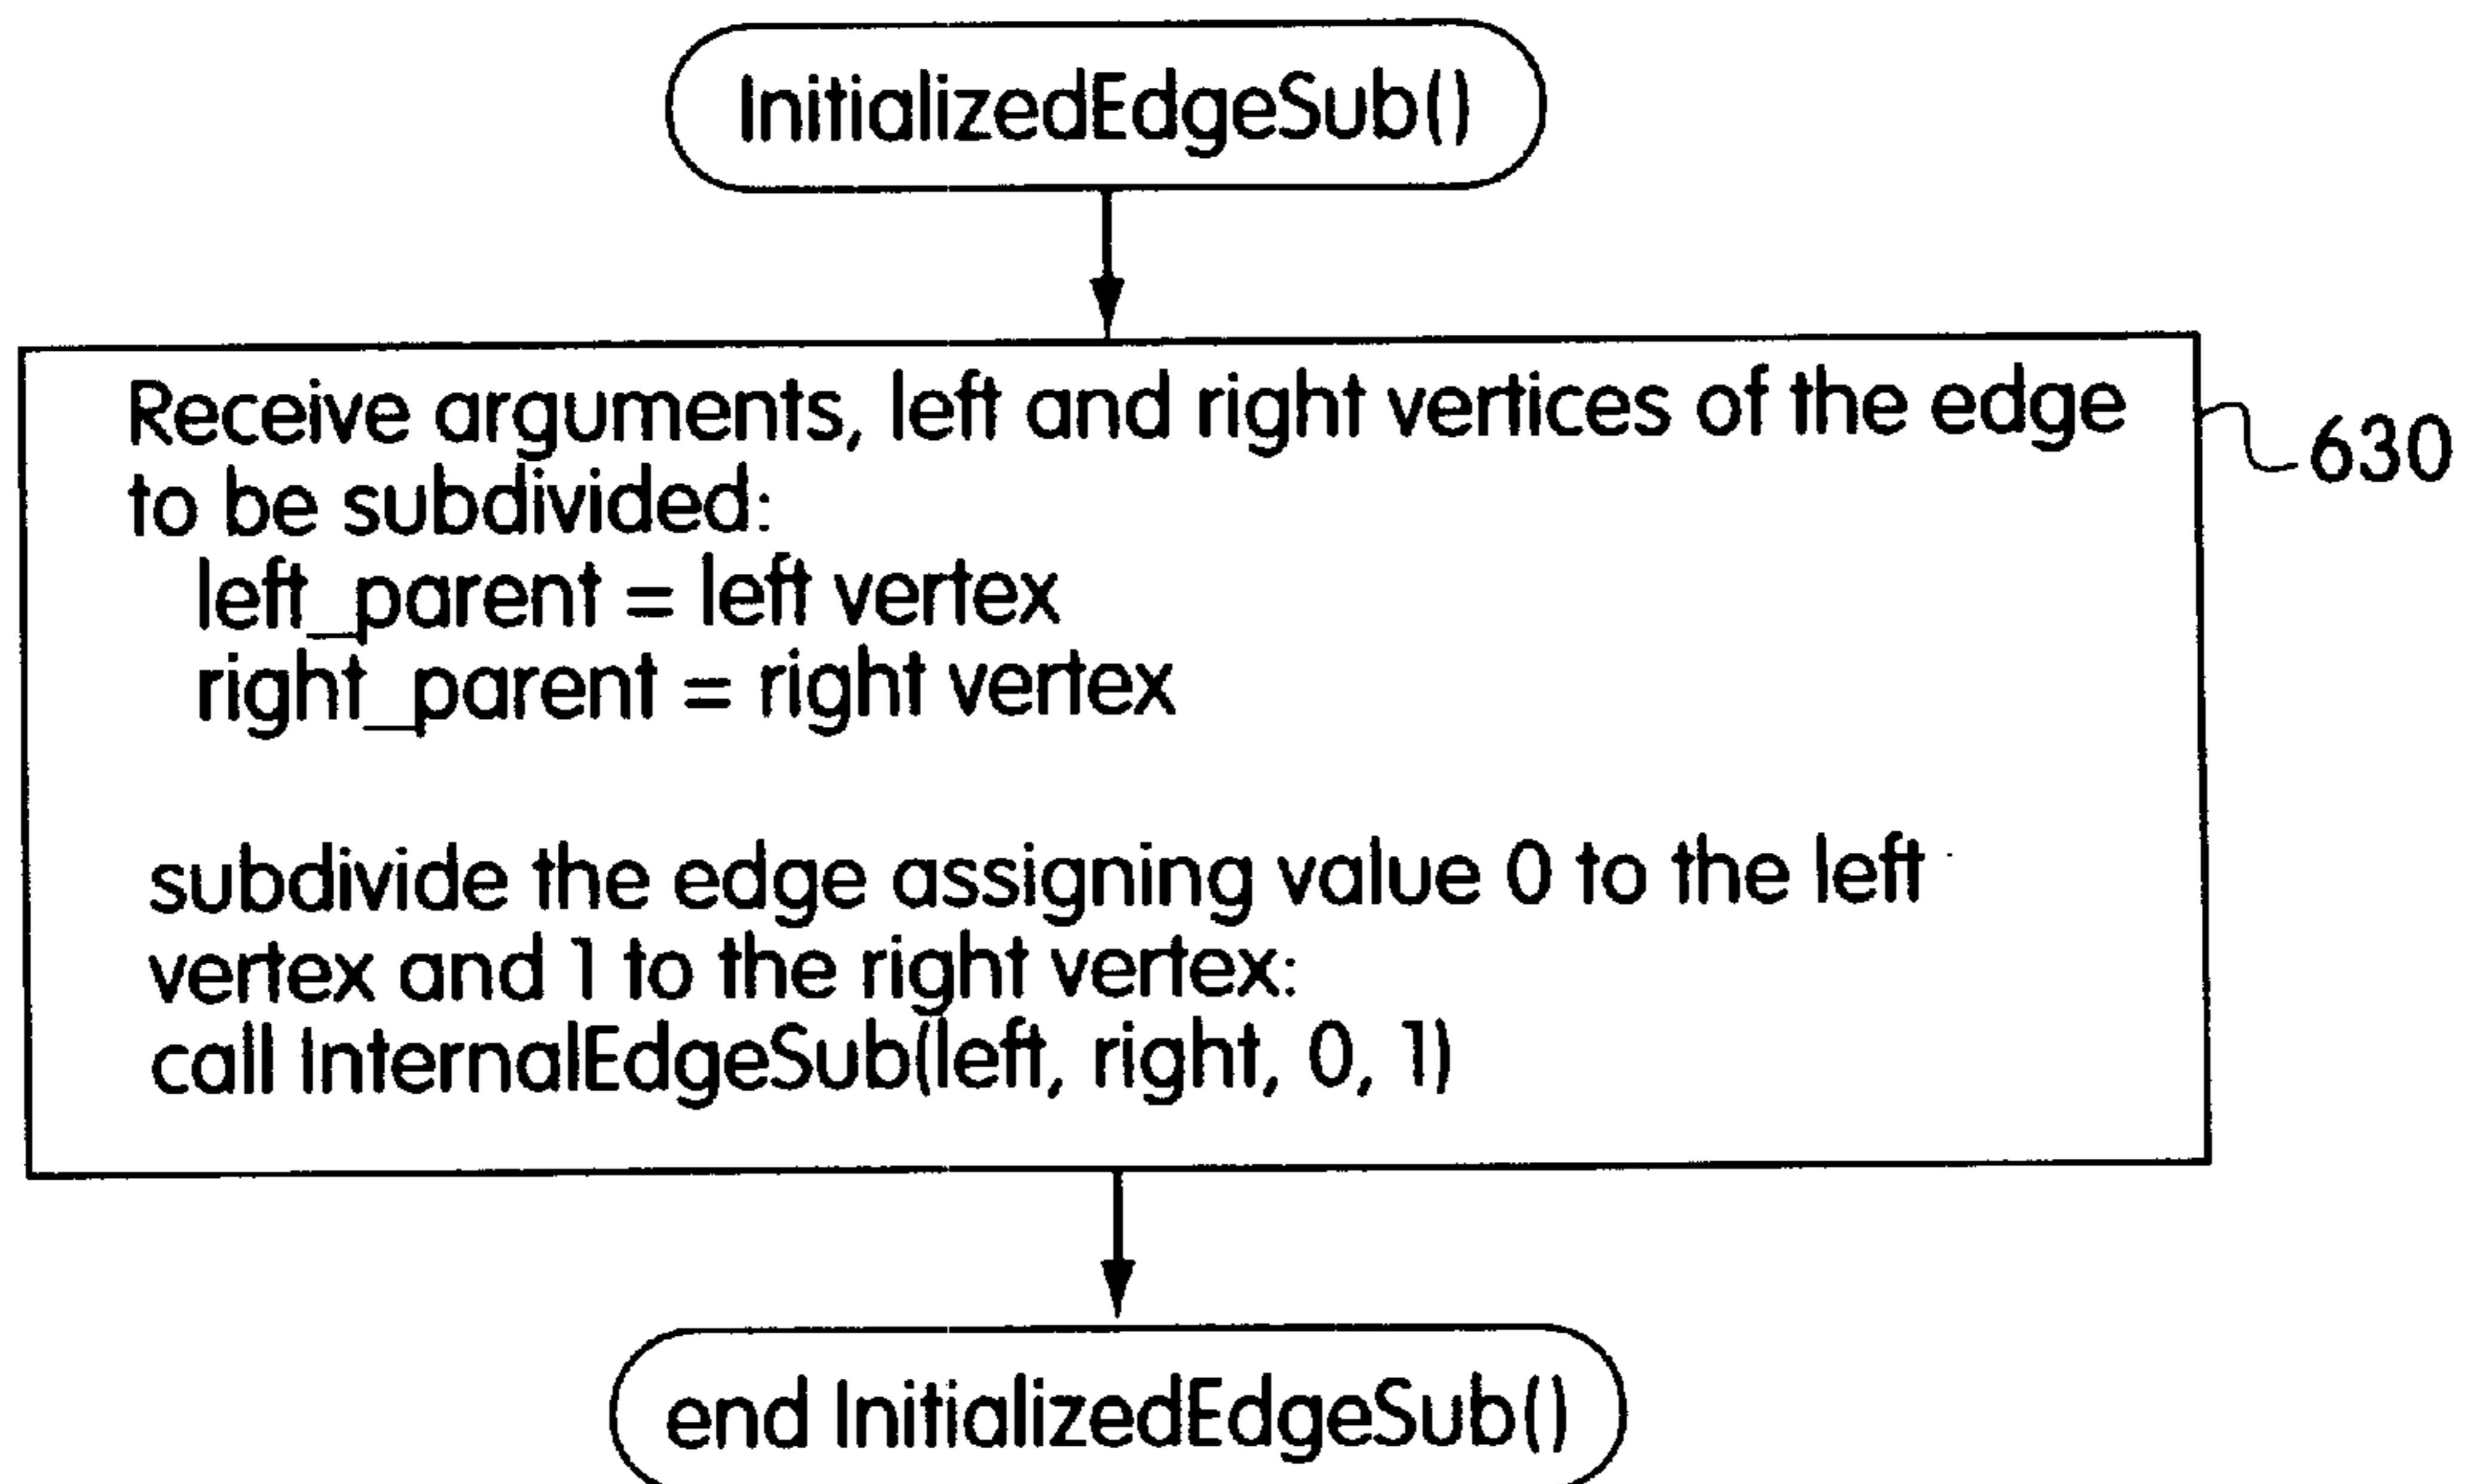 InitializedEdgeSub()
Receive arguments, left and right vertices of the edge
630
to be subdivided:
left_parent = left vertex
right_parent = right vertex
subdivide the edge assigning value 0 to the left
vertex and 1 to the right vertex:
call InternalEdgeSub(left, right, 0, 1)
end InitializedEdgeSub()